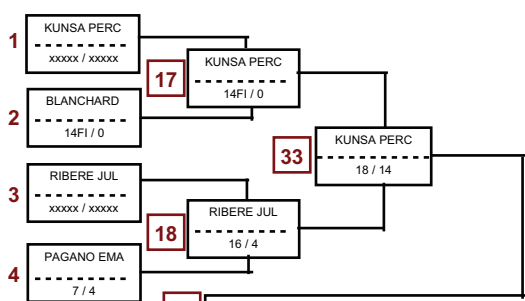 1
KUNSA PERC
xxxxx / xxxxx
17
KUNSA PERC
14FI / 0
2
BLANCHARD
14FI / 0
33
KUNSA PERC
18 / 14
3
RIBERE JUL
xxxxx / xxxxx
18
RIBERE JUL
16 / 4
4
PAGANO EMA
7 / 4